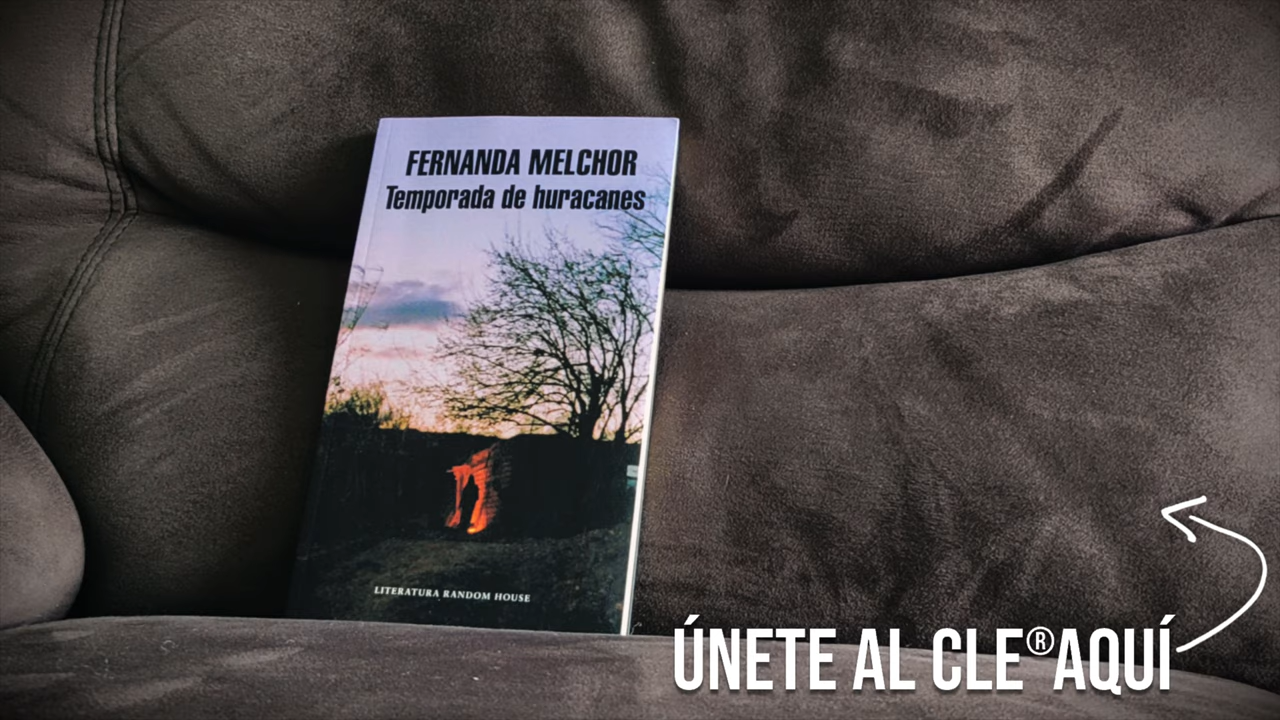 FERNANDA MELCHOR
Temporada de huracanes
LITERATURA RANDOM HOUSE
ÚNETE AL CLE® AQUÍ